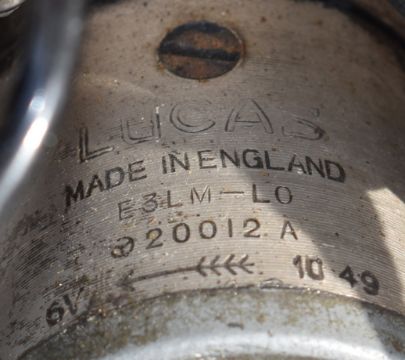 LUCAS
MADE IN ENGLAND
E3LM-L0
20012 A
6V 10 49